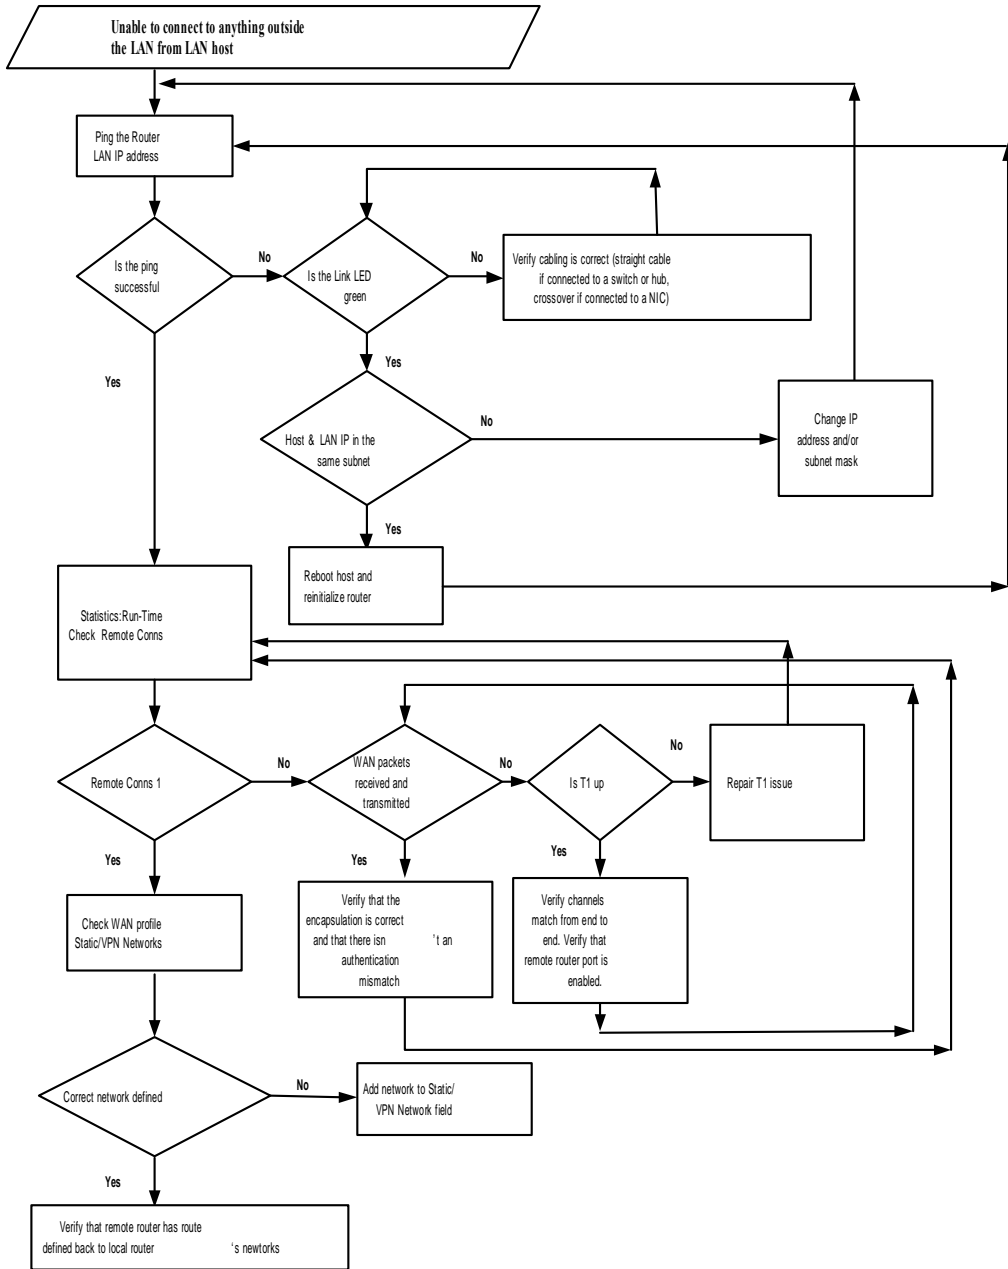 Unable to connect to anything outside
the LAN from LAN host
Ping the Router
LAN IP address
Is the ping
successful
No
Is the Link LED
green
No
Verify cabling is correct (straight cable
if connected to a switch or hub,
crossover if connected to a NIC)
Yes
Yes
Host & LAN IP in the
same subnet
No
Change IP
address and/or
subnet mask
Yes
Reboot host and
reinitialize router
Statistics:Run-Time
Check Remote Conns
Remote Conns 1
No
WAN packets
received and
transmitted
No
Is T1 up
No
Repair T1 issue
Yes
Yes
Yes
Check WAN profile
Static/VPN Networks
Verify that the
encapsulation is correct
and that there isn 't an
authentication
mismatch
Verify channels
match from end to
end. Verify that
remote router port is
enabled.
Correct network defined
No
Add network to Static/
VPN Network field
Yes
Verify that remote router has route
defined back to local router 's newtorks